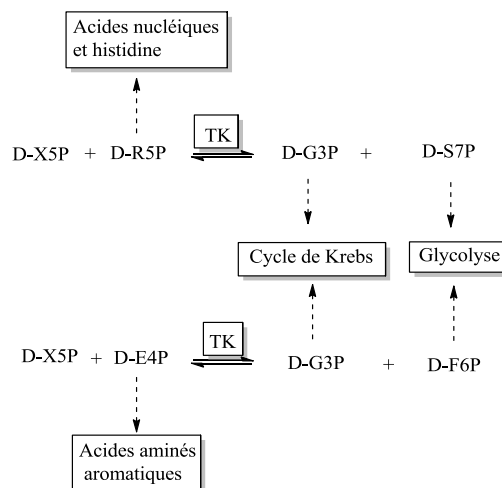 Acides nucléiques
et histidine
TK
D-X5P + D-R5P D-G3P + D-S7P
Cycle de Krebs Glycolyse
TK
D-X5P + D-E4P D-G3P + D-F6P
Acides aminés
aromatiques